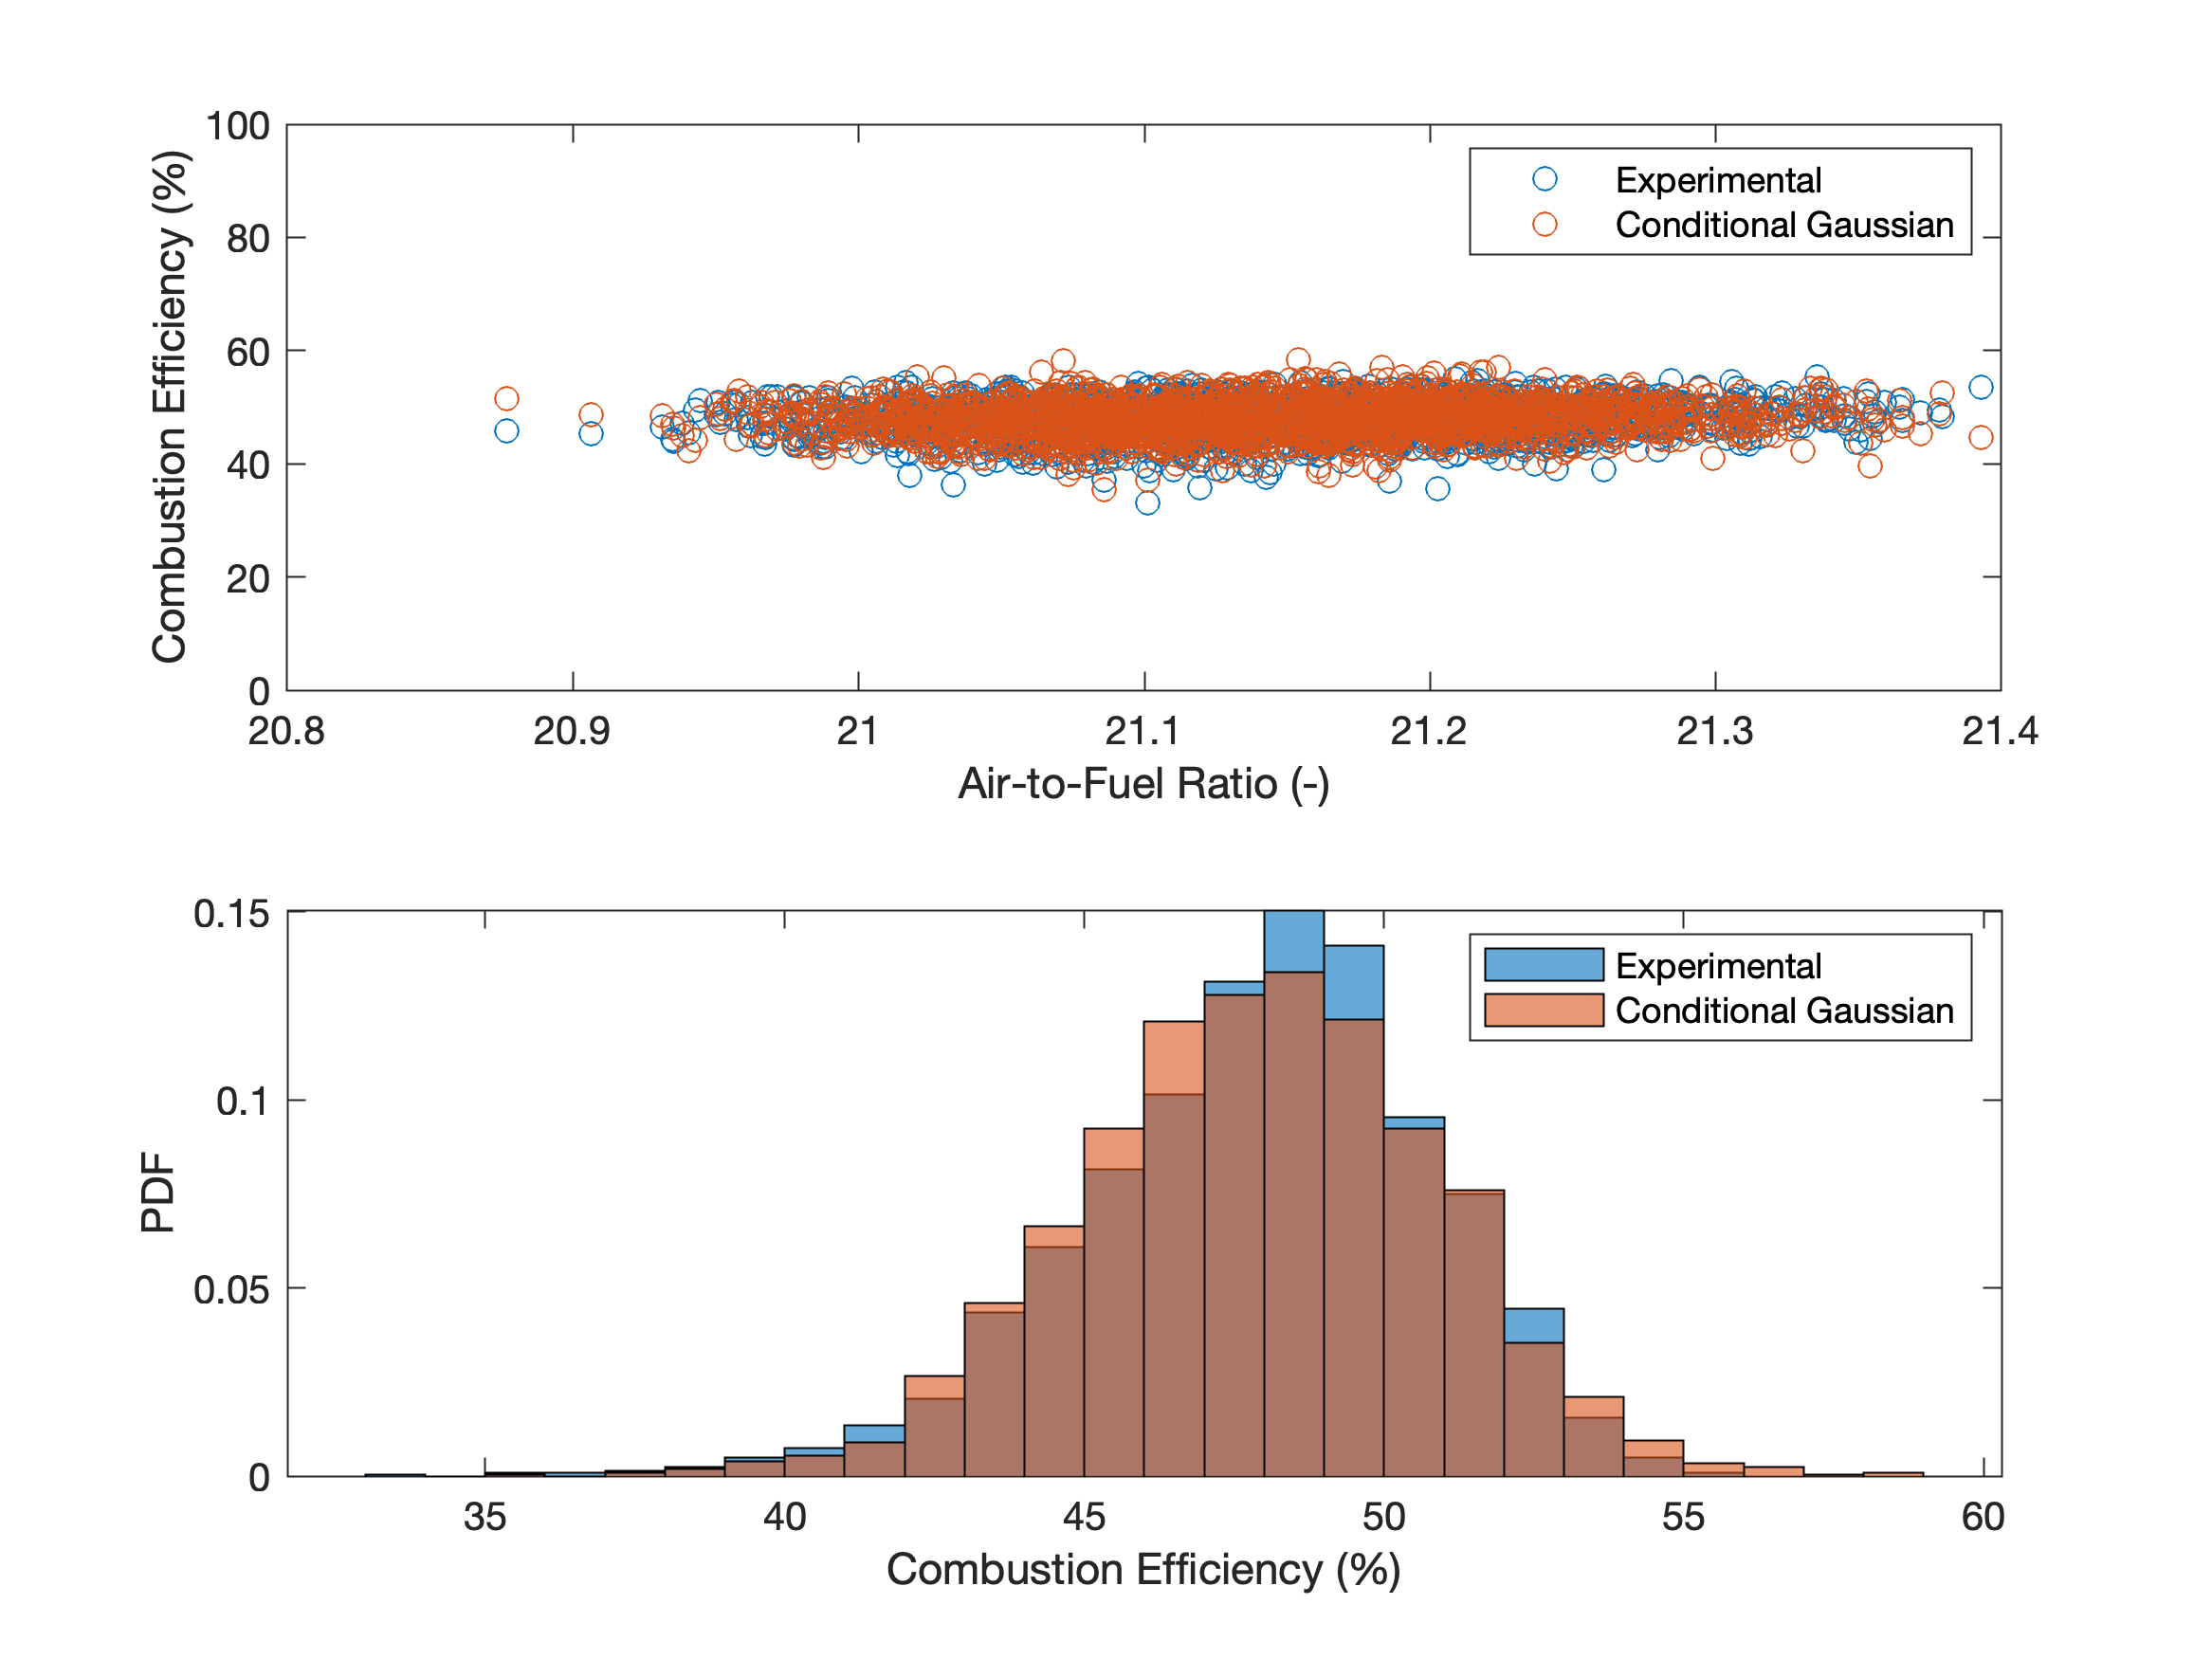 100
80
60
40
20
0
Combustion Efficiency (%)
Experimental
Conditional Gaussian
20.8 20.9 21 21.1 21.2 21.3 21.4
Air-to-Fuel Ratio (-)
0.15
0.1
0.05
0
PDF
Experimental
Conditional Gaussian
35 40 45 50 55 60
Combustion Efficiency (%)